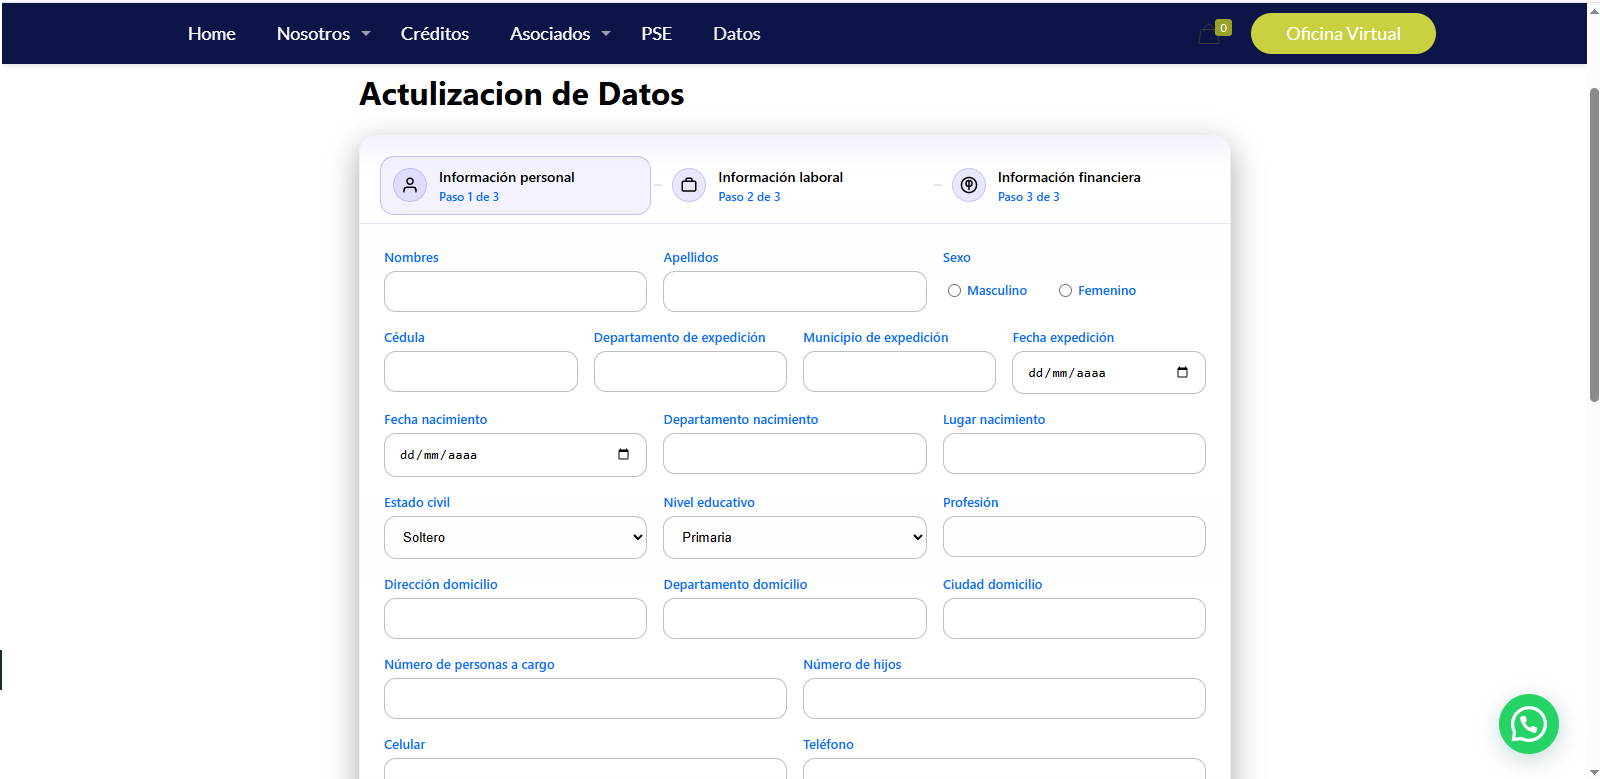 Home Nosotros Créditos Asociados PSE Datos 0 Oficina Virtual
Actulizacion de Datos
Información personal Información laboral Información financiera
Paso 1 de 3 Paso 2 de 3 Paso 3 de 3
Nombres Apellidos Sexo
Masculino Femenino
Cédula Departamento de expedición Municipio de expedición Fecha expedición
dd/mm/aaaa
Fecha nacimiento Departamento nacimiento Lugar nacimiento
dd/mm/aaaa
Estado civil Nivel educativo Profesión
Soltero Primaria
Dirección domicilio Departamento domicilio Ciudad domicilio
Número de personas a cargo Número de hijos
Celular Teléfono